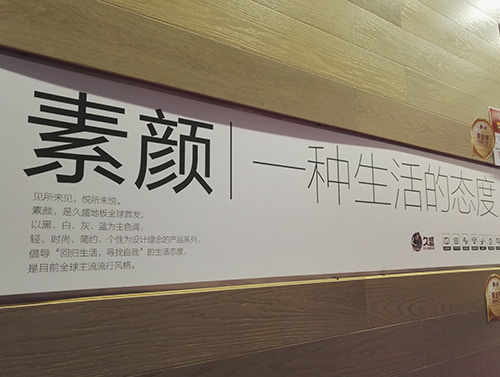 素颜|一种生活的态度
见所未见，悦所未悦。
素颜，是久盛地板全球首发，
以黑、白、灰、蓝为主色调，
轻、时尚、简约、个性为设计理念的产品系列，
倡导“回归生活，寻找自我”的生活态度，
是目前全球主流流行风格。
久盛